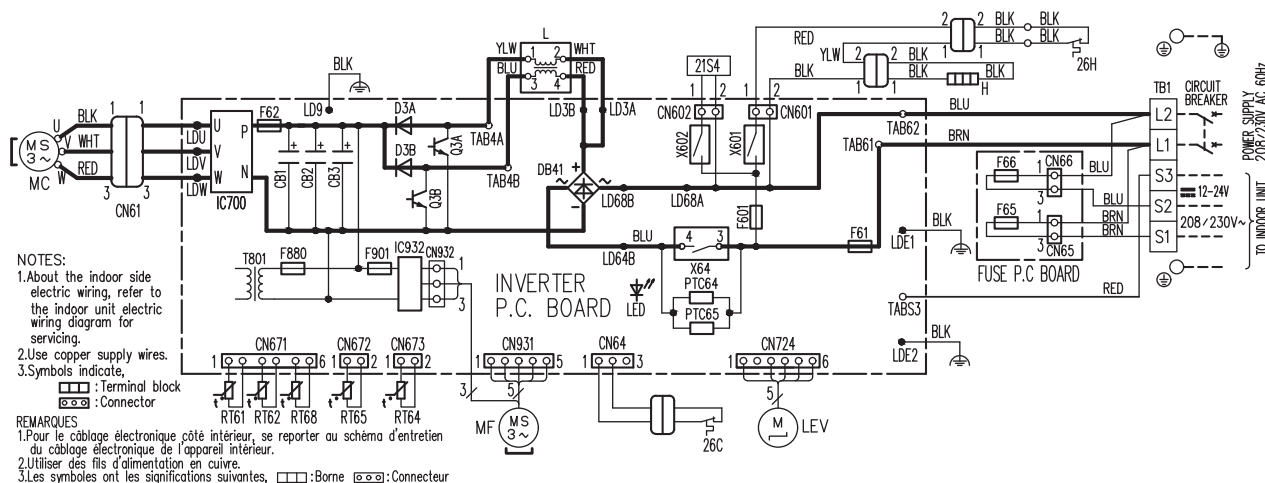 L
YLW 1 2 WHT
BLU 3 4 RED
BLK
RED
2 2 BLK BLK
1 1 BLK BLK
26H
YLW
2 2
BLK 1 1 BLK H BLK
21S4
TB1
CIRCUIT BREAKER
POWER SUPPLY
208/230V AC 60Hz
LD9
D3A
D3B
Q3A
Q3B
TAB4A
TAB4B
LD3B
LD3A
2 1
CN602
1 2
CN601
X602
X601
TAB62
BLU
TAB61
BRN
L2
L1
S3
S2
S1
12-24V
208/230V~
TO INDOOR UNIT
MS
3~
MC
U BLK
V WHT
W RED
1 1
3 3
CN61
LDU
LDV
LDW
U
V
W
P
N
IC700
F62
CB1
CB2
CB3
DB41
LD68B
LD68A
F601
F61
BLU
LD64B
4 3
X64
PTC64
PTC65
LED
LDE1
BLK
F66
CN66
1
3
BLU
BLU
F65
1
3
CN65
BRN
BRN
FUSE P.C BOARD
TABS3
RED
LDE2
BLK
T801
F880
F901
IC932
CN932
1
3
INVERTER
P.C. BOARD
1 CN671 6
1 CN672 2
1 CN673 2
1 CN931 5
1 CN64 3
1 CN724 6
t° RT61
t° RT62
t° RT68
t° RT65
t° RT64
3
5
MF
MS
3~
26C
5
M
LEV
NOTES:
1.About the indoor side
electric wiring, refer to
the indoor unit electric
wiring diagram for
servicing.
2.Use copper supply wires.
3.Symbols indicate,
:Terminal block
:Connector
REMARQUES
1.Pour le câblage électronique côté intérieur, se reporter au schéma d'entretien
du câblage électronique de l'appareil intérieur.
2.Utiliser des fils d'alimentation en cuivre.
3.Les symboles ont les significations suivantes, :Borne :Connecteur